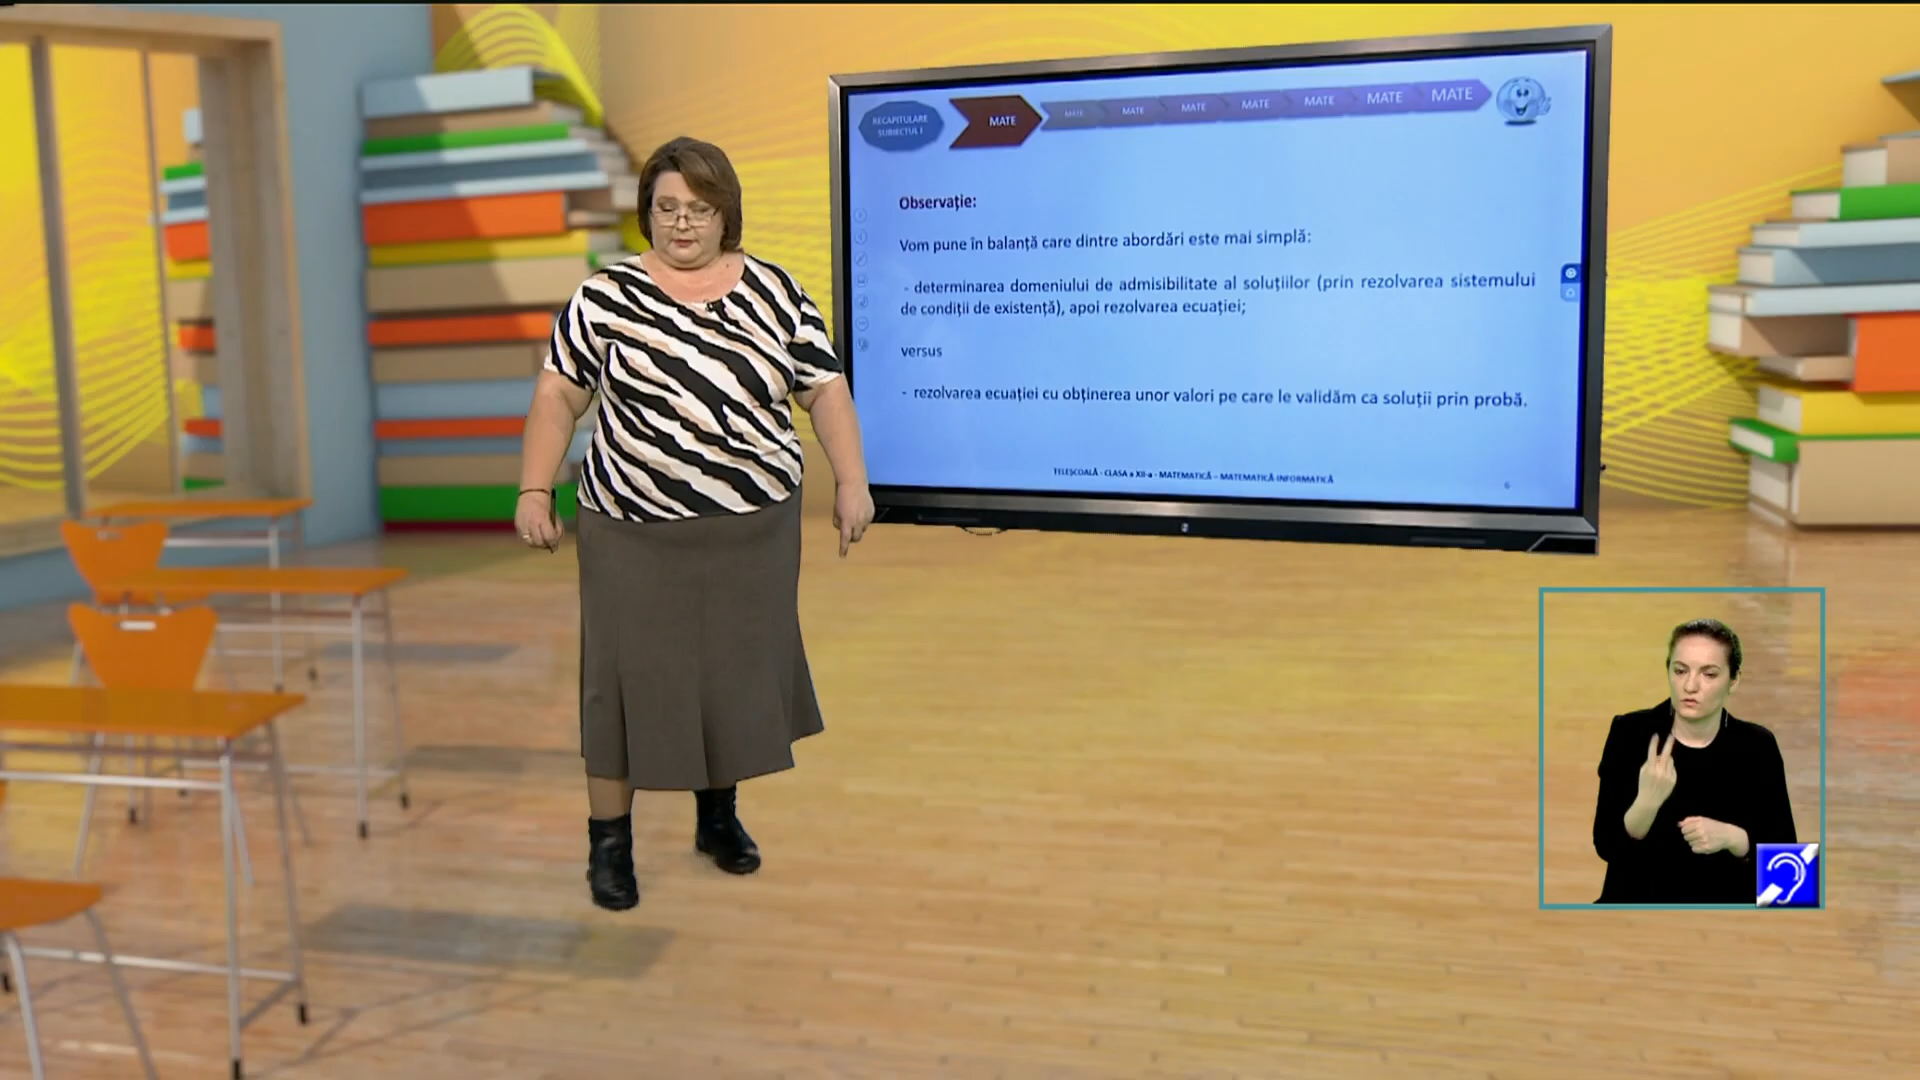 RECAPITULARE
SUBIECTUL I
MATE
MATE
MATE
MATE
MATE
MATE
MATE
MATE
Observație:
Vom pune în balanță care dintre abordări este mai simplă:
- determinarea domeniului de admisibilitate al soluțiilor (prin rezolvarea sistemului
de condiții de existență), apoi rezolvarea ecuației;
versus
- rezolvarea ecuației cu obținerea unor valori pe care le validăm ca soluții prin probă.
TELEȘCOALĂ - CLASA a XII-a - MATEMATICĂ – MATEMATICĂ-INFORMATICĂ
6